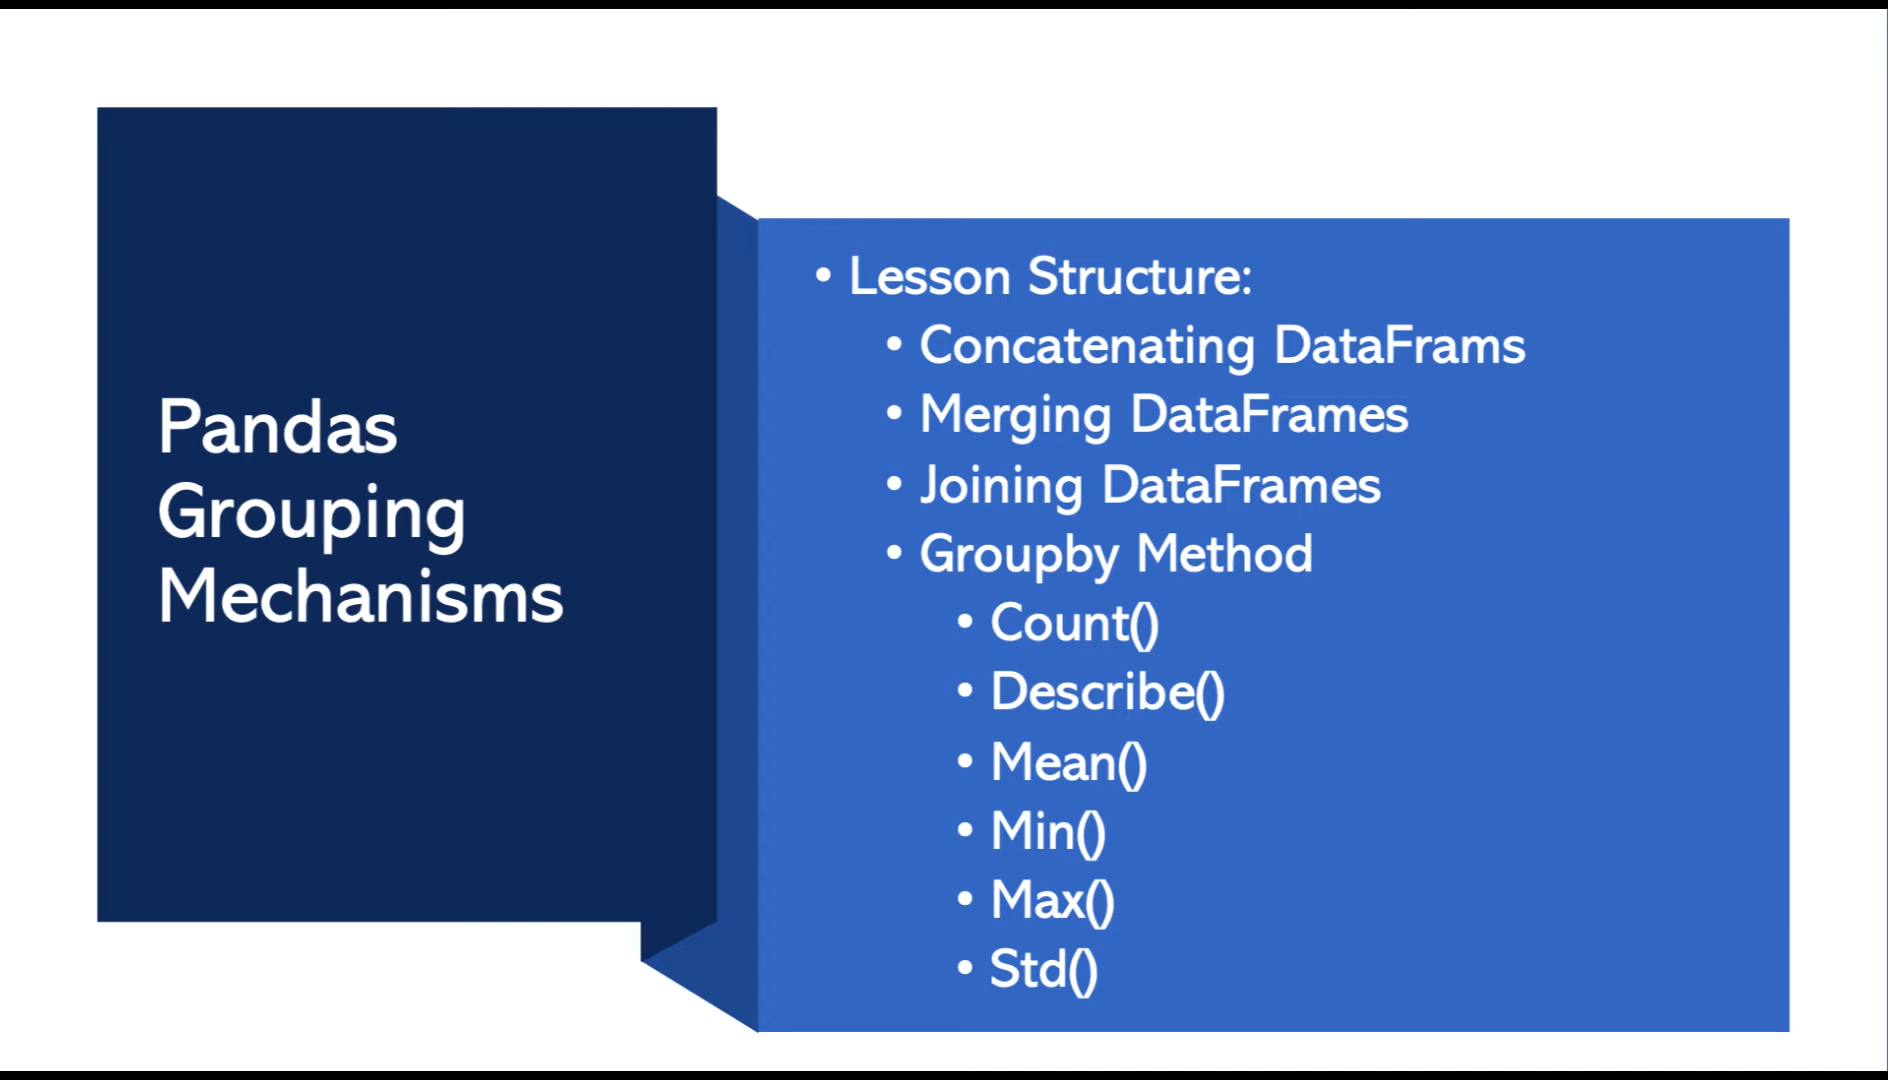 Pandas
Grouping
Mechanisms
• Lesson Structure:
• Concatenating DataFrams
• Merging DataFrames
• Joining DataFrames
• Groupby Method
• Count()
• Describe()
• Mean()
• Min()
• Max()
• Std()